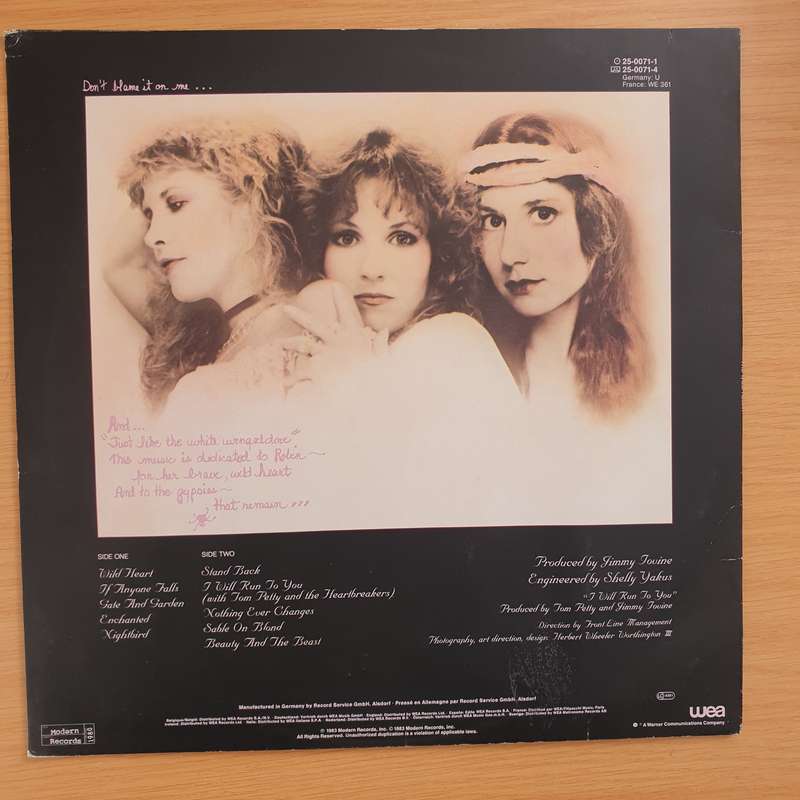 Don't blame it on me ...
25-0071-1
25-0071-4
Germany: U
France: WE 361
And...
"Just like the white winged dove"
This music is dedicated to Robin ~
for her brave, wild heart
And to the gypsies ~
that remain ...
SIDE ONE
Wild Heart
If Anyone Falls
Gate And Garden
Enchanted
Nightbird
SIDE TWO
Stand Back
I Will Run To You
(with Tom Petty and the Heartbreakers)
Nothing Ever Changes
Sable On Blond
Beauty And The Beast
Produced by Jimmy Iovine
Engineered by Shelly Yakus
"I Will Run To You"
Produced by Tom Petty and Jimmy Iovine
Direction by Front Line Management
Photography, art direction, design: Herbert Wheeler Worthington III
Manufactured in Germany by Record Service GmbH, Alsdorf · Pressé en Allemagne par Record Service GmbH, Alsdorf
℗ 1983 Modern Records, Inc. © 1983 Modern Records, Inc.
All Rights Reserved. Unauthorized duplication is a violation of applicable laws.
Modern
Records
1980
wea
A Warner Communications Company